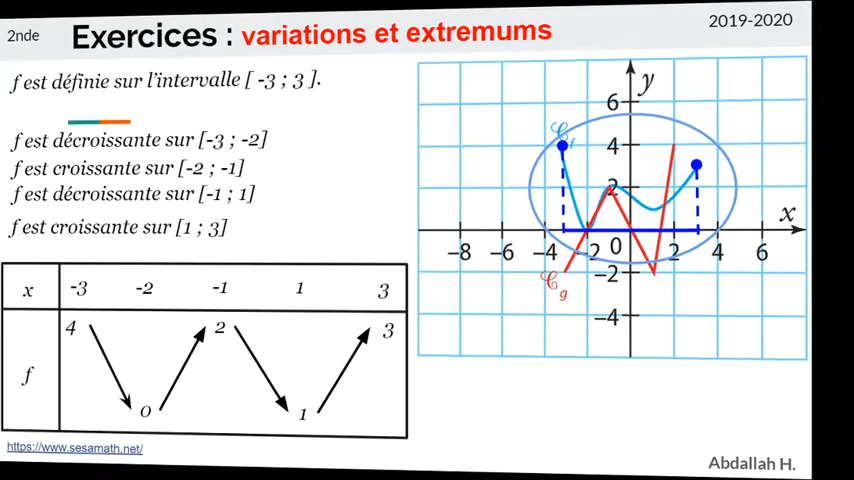 2nde
Exercices : variations et extremums
2019-2020
f est définie sur l'intervalle [ -3 ; 3 ].
f est décroissante sur [-3 ; -2]
f est croissante sur [-2 ; -1]
f est décroissante sur [-1 ; 1]
f est croissante sur [1 ; 3]
x -3 -2 -1 1 3
4 2 3
f
0 1
https://www.sesamath.net/
y
6
𝒞f
4
2
x
-8 -6 -4 -2 0 2 4 6
-2
𝒞g
-4
Abdallah H.